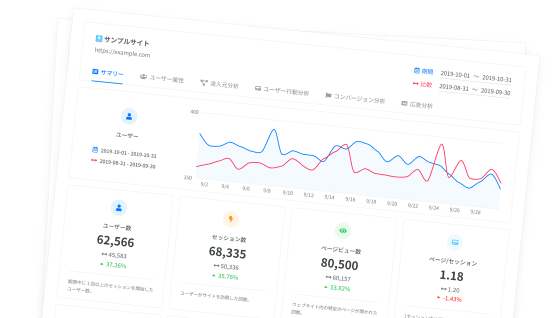 サンプルサイト
https://example.com
期間 2019-10-01 〜 2019-10-31
比較 2019-08-31 〜 2019-09-30
サマリー ユーザー属性 流入元分析 ユーザー行動分析 コンバージョン分析 広告分析
ユーザー
2019-10-01 - 2019-10-31
2019-08-31 - 2019-09-30
400
150
9/2 9/4 9/6 9/8 9/10 9/12 9/14 9/16 9/18 9/20 9/22 9/24 9/26 9/28
ユーザー数
62,566
45,583
37.26%
期間中に1回以上のセッションを開始したユーザー数。
セッション数
68,335
50,336
35.76%
ユーザーがサイトを訪問した回数。
ページビュー数
80,500
60,157
33.82%
ウェブサイト内の特定のページが開かれた回数。
ページ/セッション
1.18
1.20
-1.43%